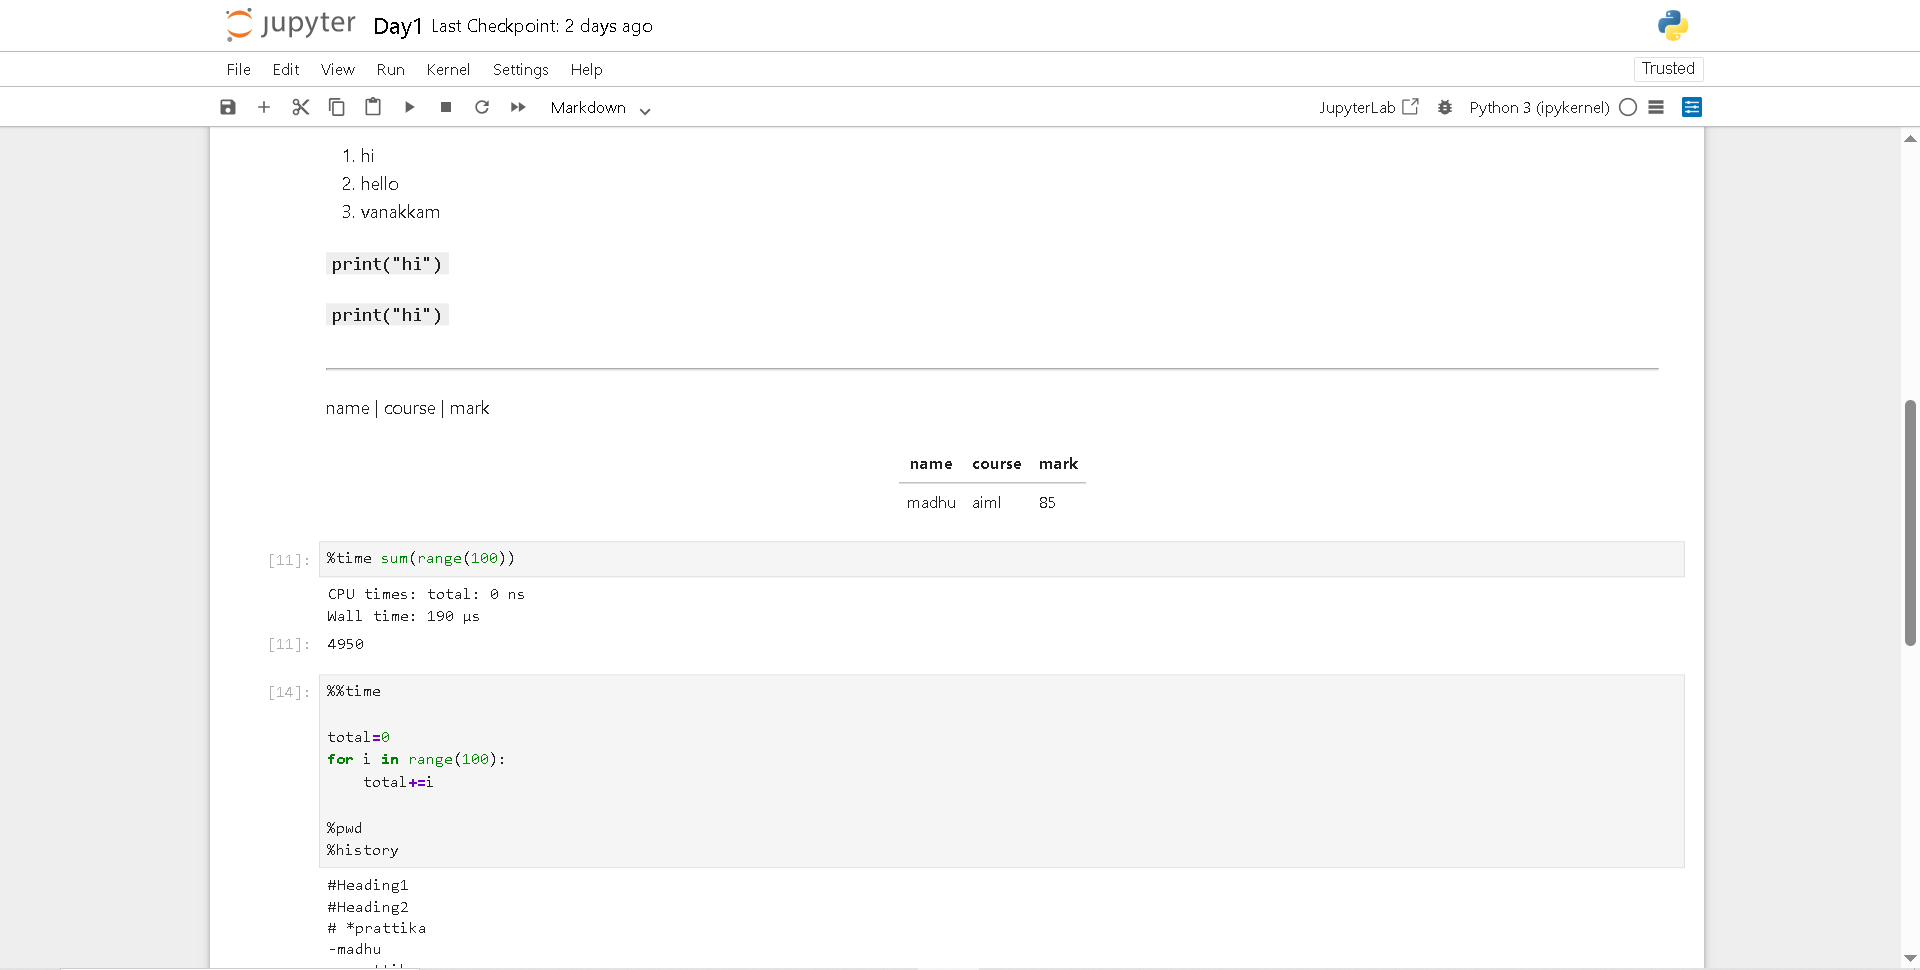 jupyter Day1 Last Checkpoint: 2 days ago
File Edit View Run Kernel Settings Help Trusted
Markdown JupyterLab Python 3 (ipykernel)
1. hi
2. hello
3. vanakkam
print("hi")
print("hi")
name | course | mark
name course mark
madhu aiml 85
[11]: %time sum(range(100))
CPU times: total: 0 ns
Wall time: 190 µs
[11]: 4950
[14]: %%time
total=0
for i in range(100):
    total+=i
%pwd
%history
#Heading1
#Heading2
# *prattika
-madhu